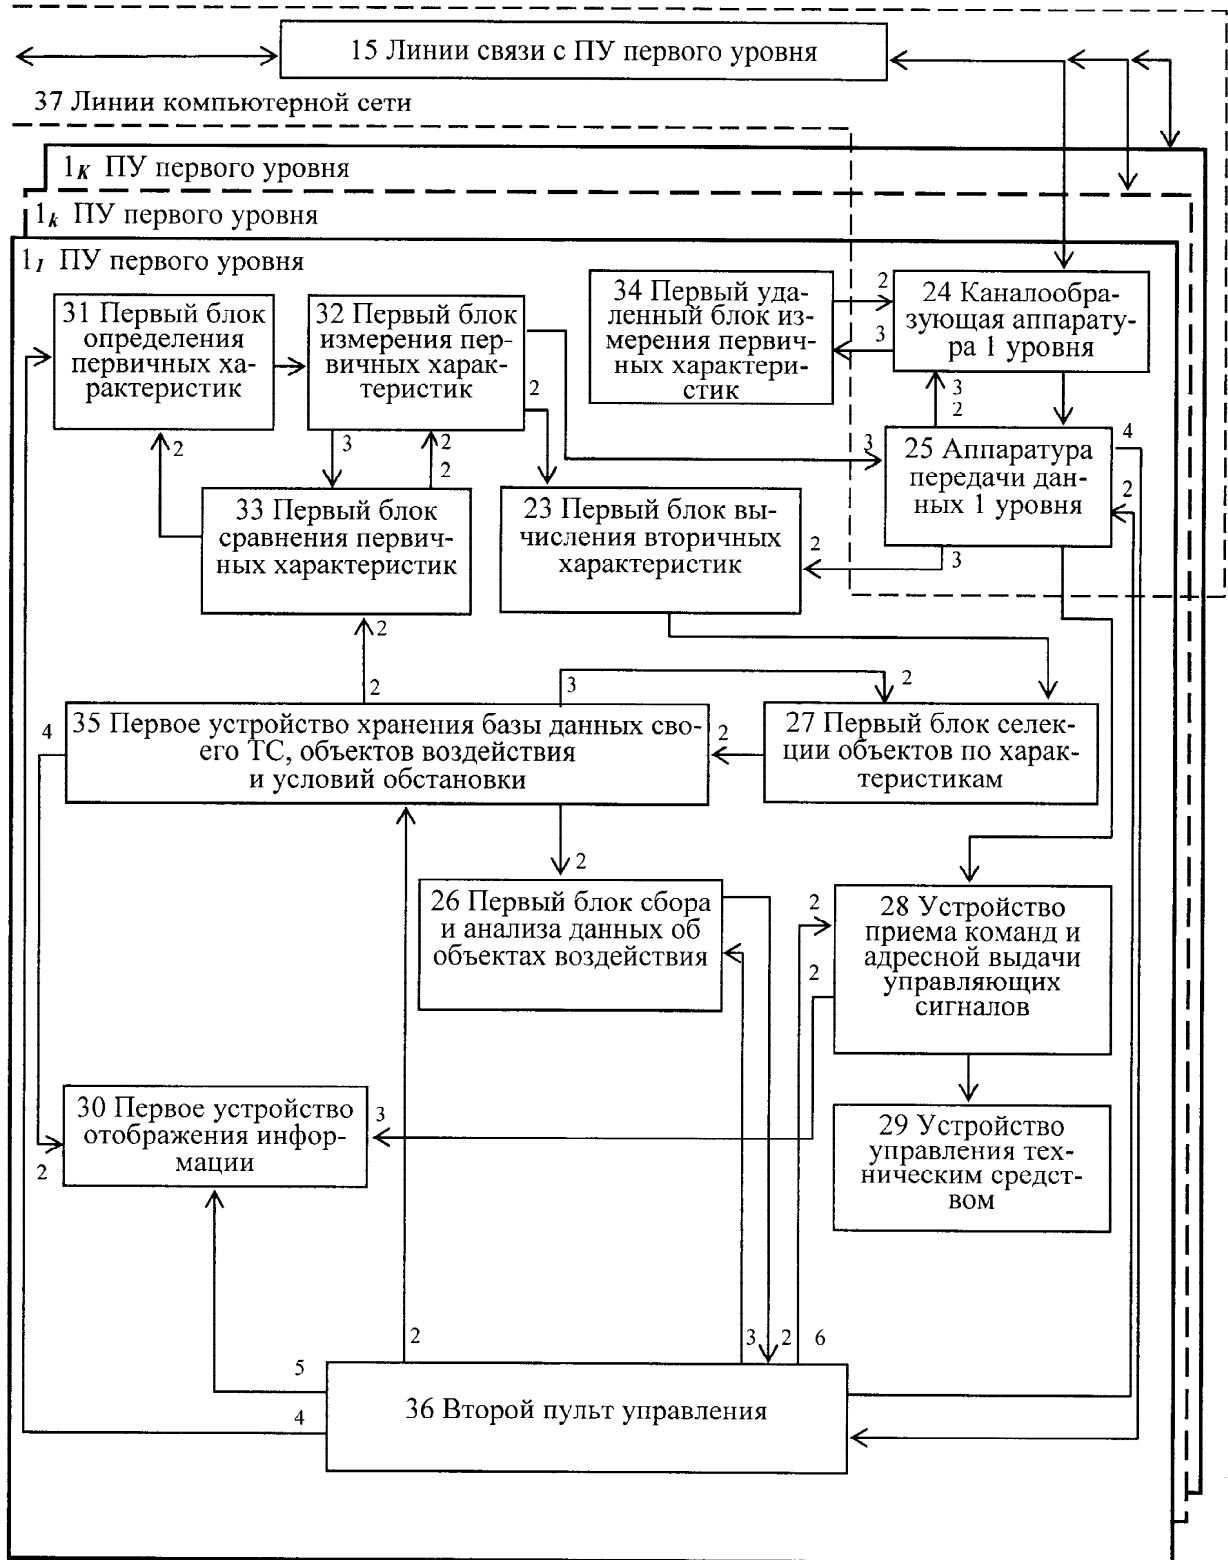 15 Линии связи с ПУ первого уровня
37 Линии компьютерной сети
1K ПУ первого уровня
1k ПУ первого уровня
11 ПУ первого уровня
31 Первый блок
определения
первичных ха-
рактеристик
32 Первый блок
измерения пер-
вичных харак-
теристик
2
34 Первый уда-
ленный блок из-
мерения первич-
ных характери-
стик
2
3
24 Каналообра-
зующая аппарату-
ра 1 уровня
3
2
2
3
2
2
3
25 Аппаратура
передачи дан-
ных 1 уровня
4
2
3
33 Первый блок
сравнения первич-
ных характеристик
23 Первый блок вы-
числения вторичных
характеристик
2
2
2
3
2
4
35 Первое устройство хранения базы данных сво-
его ТС, объектов воздействия
и условий обстановки
2
27 Первый блок селек-
ции объектов по харак-
теристикам
2
26 Первый блок сбора
и анализа данных об
объектах воздействия
2
2
28 Устройство
приема команд и
адресной выдачи
управляющих
сигналов
30 Первое устройство
отображения инфор-
мации
3
2
29 Устройство
управления тех-
ническим средст-
вом
2
3
2
6
5
4
36 Второй пульт управления